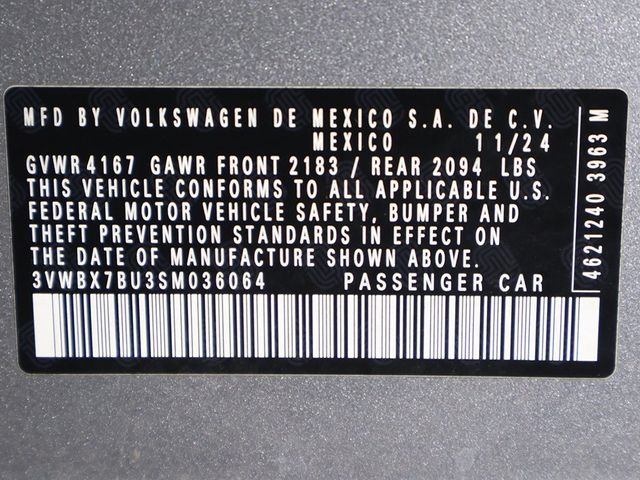 MFD BY VOLKSWAGEN DE MEXICO S.A. DE C.V.
MEXICO 11/24
GVWR 4167 GAWR FRONT 2183 / REAR 2094 LBS
THIS VEHICLE CONFORMS TO ALL APPLICABLE U.S.
FEDERAL MOTOR VEHICLE SAFETY, BUMPER AND
THEFT PREVENTION STANDARDS IN EFFECT ON
THE DATE OF MANUFACTURE SHOWN ABOVE.
3VWBX7BU3SM036064 PASSENGER CAR
4621240 3963 M